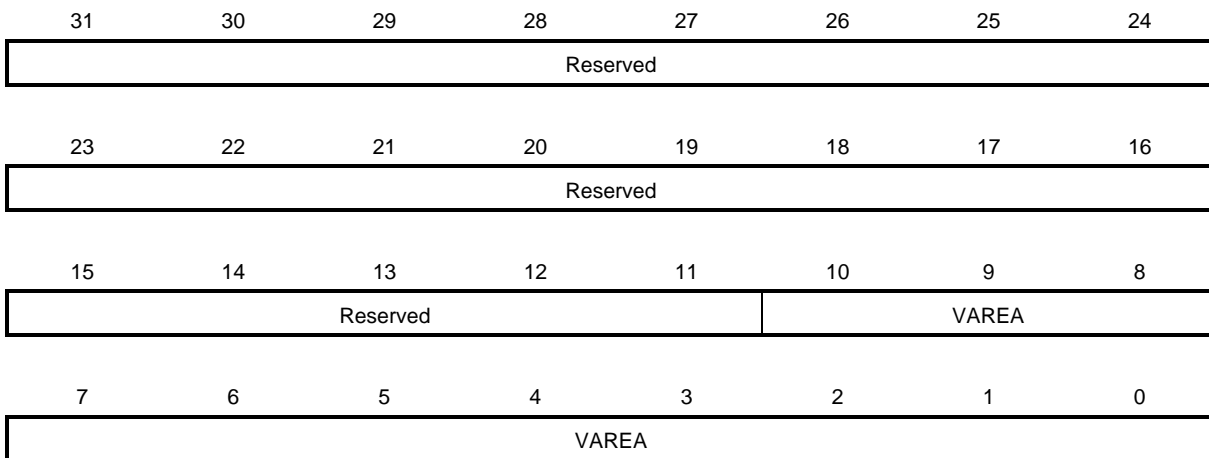 31 30 29 28 27 26 25 24
Reserved
23 22 21 20 19 18 17 16
Reserved
15 14 13 12 11 10 9 8
Reserved VAREA
7 6 5 4 3 2 1 0
VAREA